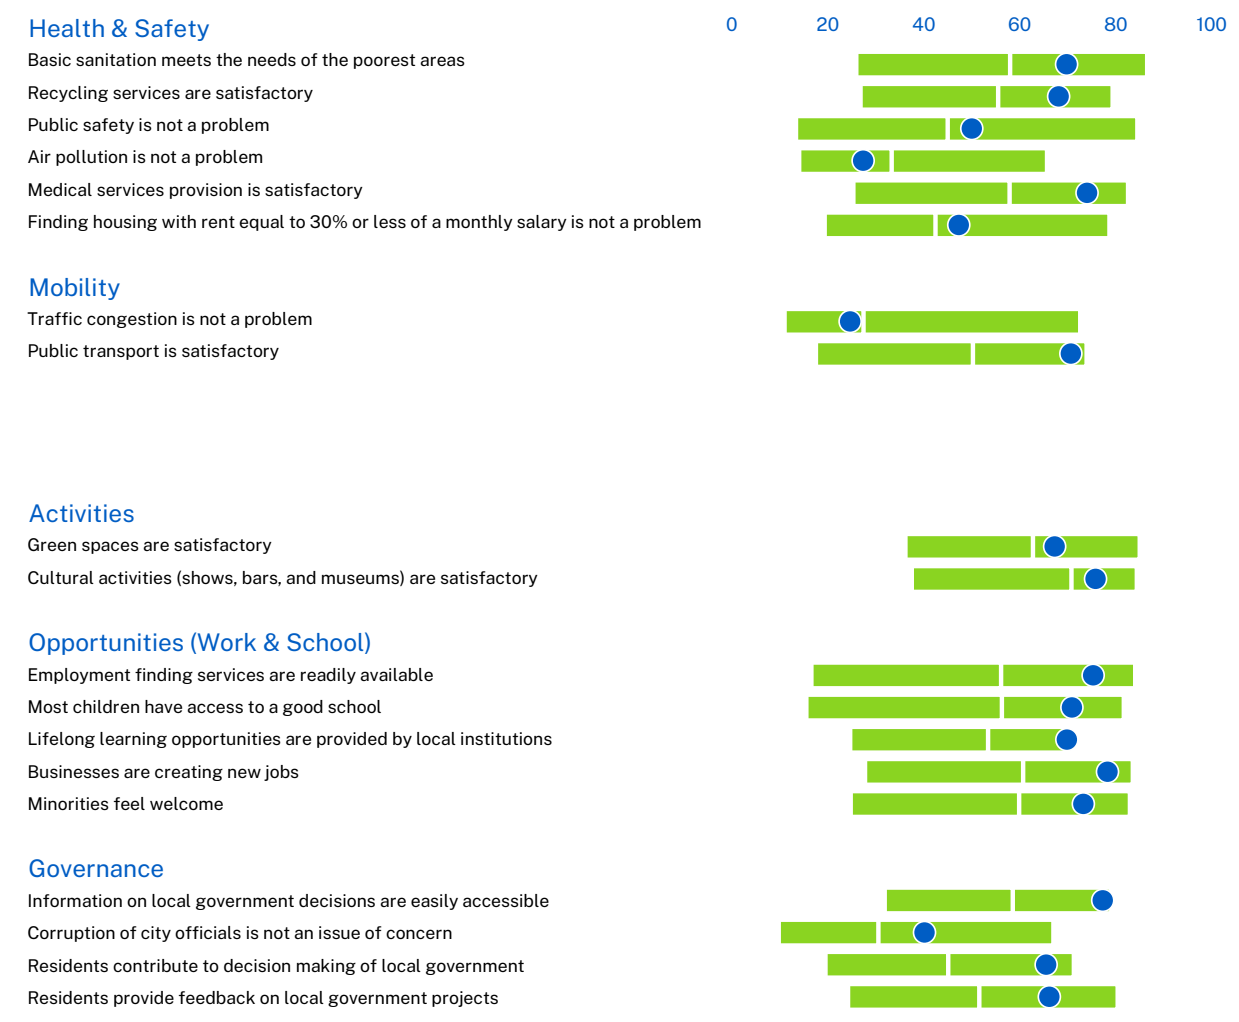 Health & Safety
0 20 40 60 80 100
Basic sanitation meets the needs of the poorest areas
Recycling services are satisfactory
Public safety is not a problem
Air pollution is not a problem
Medical services provision is satisfactory
Finding housing with rent equal to 30% or less of a monthly salary is not a problem
Mobility
Traffic congestion is not a problem
Public transport is satisfactory
Activities
Green spaces are satisfactory
Cultural activities (shows, bars, and museums) are satisfactory
Opportunities (Work & School)
Employment finding services are readily available
Most children have access to a good school
Lifelong learning opportunities are provided by local institutions
Businesses are creating new jobs
Minorities feel welcome
Governance
Information on local government decisions are easily accessible
Corruption of city officials is not an issue of concern
Residents contribute to decision making of local government
Residents provide feedback on local government projects